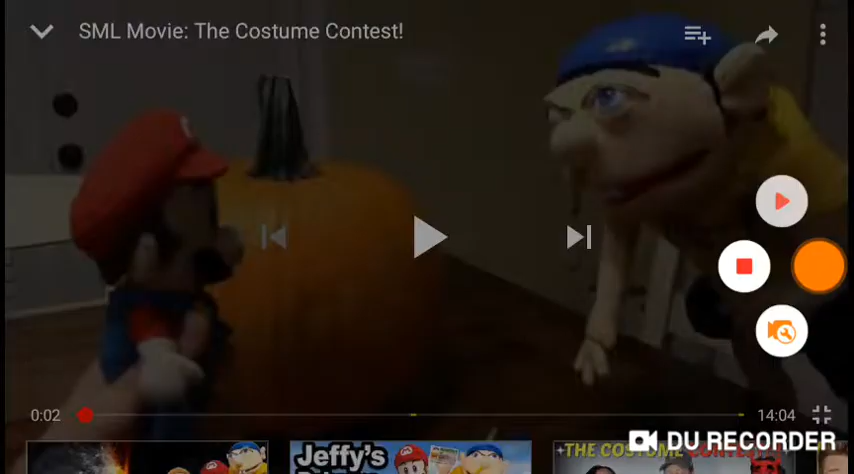 SML Movie: The Costume Contest!
0:02
14:04
DU RECORDER
Jeffy's
THE COSTUME CONTEST